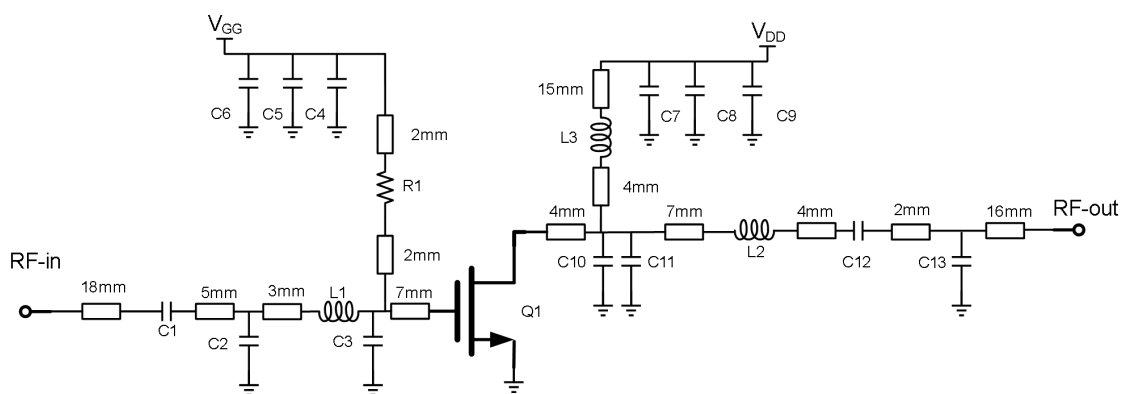 VGG
VDD
C6
C5
C4
2mm
R1
2mm
15mm
L3
4mm
C7
C8
C9
4mm
7mm
L2
4mm
C12
2mm
C13
16mm
RF-out
C10
C11
RF-in
18mm
C1
5mm
C2
3mm
L1
C3
7mm
Q1